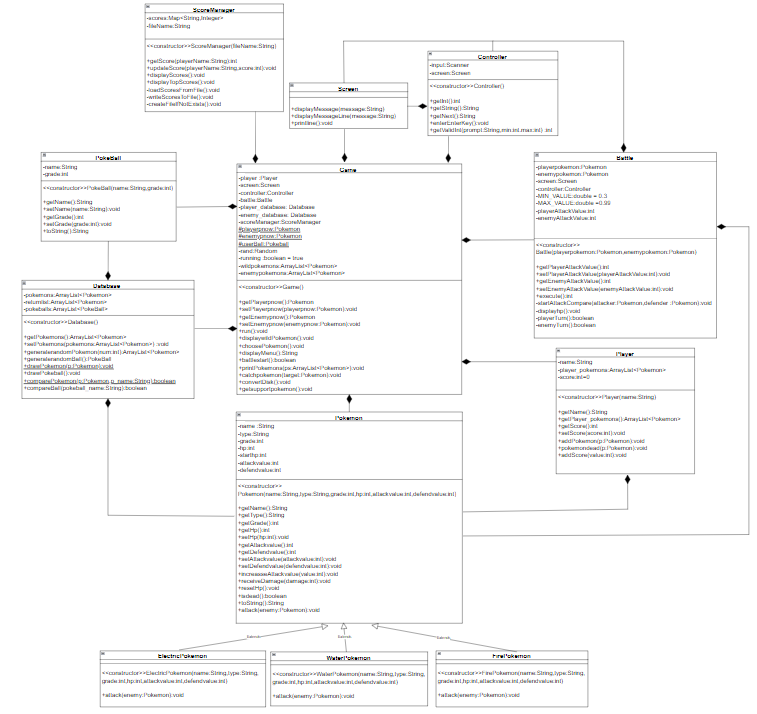 ScoreManager
-scores:Map<String,Integer>
-fileName:String
<<constructor>>ScoreManager(fileName:String)
+getScore(playerName:String):int
+updateScore(playerName:String,score:int):void
+displayScores():void
+displayTopScores():void
-loadScoresFromFile():void
-writeScoresToFile():void
-createFileIfNotExists():void
Screen
+displayMessage(message:String)
+displayMessageLine(message:String)
+printline():void
Controller
-input:Scanner
-screen:Screen
<<constructor>>Controller()
+getInt():int
+getString():String
+getNext():String
+enterEnterKey():void
+getValidInt(prompt:String,min:int,max:int):int
PokeBall
-name:String
-grade:int
<<constructor>>PokeBall(name:String,grade:int)
+getName():String
+setName(name:String):void
+getGrade():int
+setGrade(grade:int):void
+toString():String
Game
-player :Player
-screen:Screen
-controller:Controller
-battle:Battle
-player_database: Database
-enemy_database: Database
-scoreManager:ScoreManager
#playerpnow:Pokemon
#enemypnow:Pokemon
#userBall:Pokeball
-rand:Random
-running :boolean = true
-wildpokemons:ArrayList<Pokemon>
-enemypokemons:ArrayList<Pokemon>
<<constructor>>Game()
+getPlayerpnow():Pokemon
+setPlayerpnow(playerpnow:Pokemon):void
+getEnemypnow():Pokemon
+setEnemypnow(enemypnow:Pokemon):void
+run():void
+displayeddPokemon():void
+choosePokemon():void
+displayMenu():String
+battlestart():boolean
+printPokemons(ps:ArrayList<Pokemon>):void
+catchpokemon(target:Pokemon):void
+convertDisk():void
+getsupportpokemon():void
Battle
-playerpokemon:Pokemon
-enemypokemon:Pokemon
-screen:Screen
-controller:Controller
-MIN_VALUE:double = 0.3
-MAX_VALUE:double =0.99
-playerAttackValue:int
-enemyAttackValue:int
<<constructor>>
Battle(playerpokemon:Pokemon,enemypokemon:Pokemon)
+getPlayerAttackValue():int
+setPlayerAttackValue(playerAttackValue:int):void
+getEnemyAttackValue():int
+setEnemyAttackValue(enemyAttackValue:int):void
+execute():int
-startAttackCompare(attacker:Pokemon,defender :Pokemon):void
-displayhp():void
-playerTurn():boolean
-enemyTurn():boolean
Database
-pokemons:ArrayList<Pokemon>
-returnlist:ArrayList<Pokemon>
-pokeballs:ArrayList<PokeBall>
<<constructor>>Database()
+getPokemons():ArrayList<Pokemon>
+setPokemons(pokemons:ArrayList<Pokemon>) :void
+generaterandomPokemon(num:int):ArrayList<Pokemon>
+generaterandomBall():PokeBall
+drawPokemon(p:Pokemon):void
+drawPokeball():void
+comparePokemon(p:Pokemon,p_name:String):boolean
+compareBall(pokeball_name:String):boolean
Player
-name:String
-player_pokemons:ArrayList<Pokemon>
-score:int=0
<<constructor>>Player(name:String)
+getName():String
+getPlayer_pokemons():ArrayList<Pokemon>
+getScore():int
+setScore(score:int):void
+addPokemon(p:Pokemon):void
+pokemondead(p:Pokemon):void
+addScore(value:int):void
Pokemon
-name :String
-type:String
-grade:int
-hp:int
-starthp:int
-attackvalue:int
-defendvalue:int
<<constructor>>
Pokemon(name:String,type:String,grade:int,hp:int,attackvalue:int,defendvalue:int)
+getName():String
+getType():String
+getGrade():int
+getHp():int
+setHp(hp:int):void
+getAttackvalue():int
+getDefendvalue():int
+setAttackvalue(attackvalue:int):void
+setDefendvalue(defendvalue:int):void
+increaseAttackvalue(value:int):void
+receiveDamage(damage:int):void
+resetHp():void
+isdead():boolean
+toString():String
+attack(enemy:Pokemon):void
Extends
Extends
Extends
ElectricPokemon
<<constructor>>ElectricPokemon(name:String,type:String,
grade:int,hp:int,attackvalue:int,defendvalue:int)
+attack(enemy:Pokemon):void
WaterPokemon
<<constructor>>WaterPokemon(name:String,type:String,
grade:int,hp:int,attackvalue:int,defendvalue:int)
+attack(enemy:Pokemon):void
FirePokemon
<<constructor>>FirePokemon(name:String,type:String,
grade:int,hp:int,attackvalue:int,defendvalue:int)
+attack(enemy:Pokemon):void